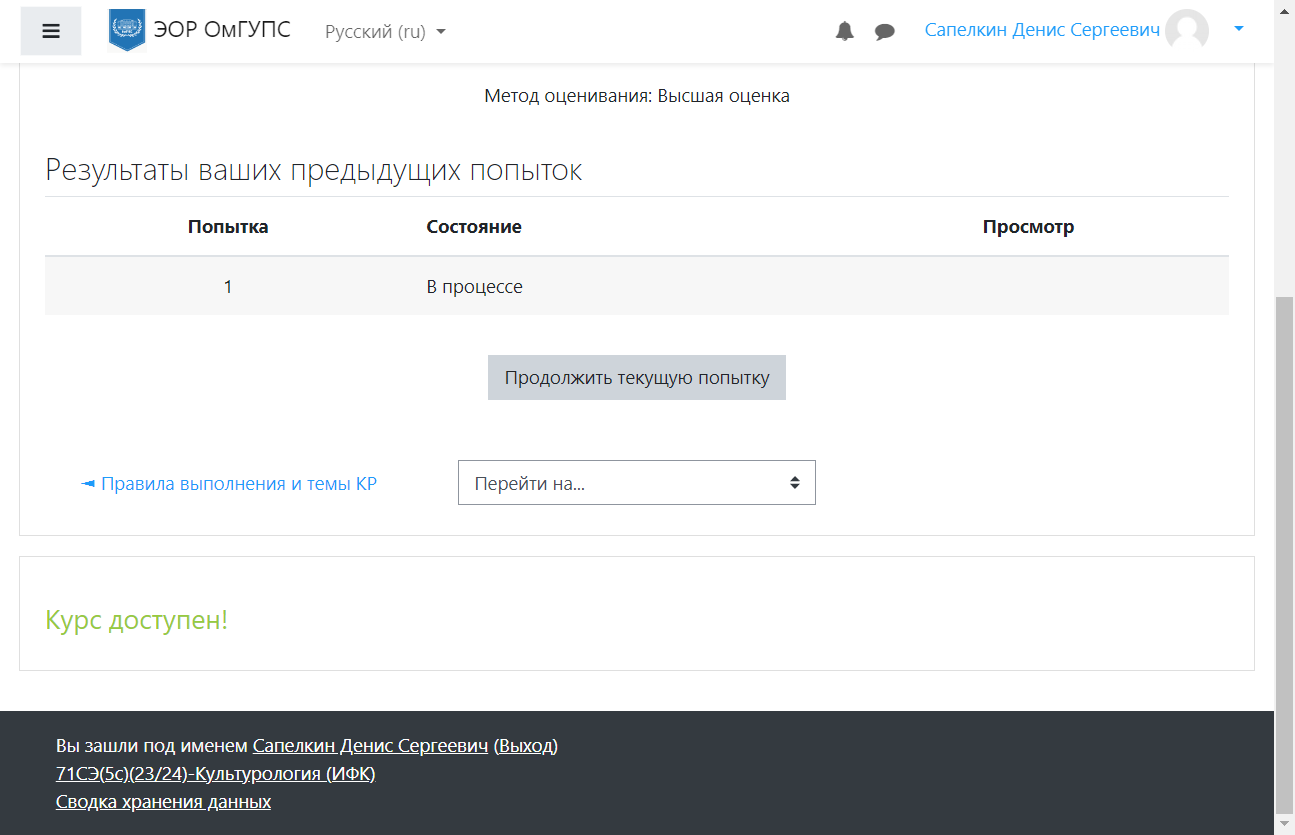 ЭОР ОмГУПС
Русский (ru)
Сапелкин Денис Сергеевич
Метод оценивания: Высшая оценка
Результаты ваших предыдущих попыток
Попытка Состояние Просмотр
1 В процессе
Продолжить текущую попытку
◄ Правила выполнения и темы КР
Перейти на...
Курс доступен!
Вы зашли под именем Сапелкин Денис Сергеевич (Выход)
71СЭ(5с)(23/24)-Культурология (ИФК)
Сводка хранения данных